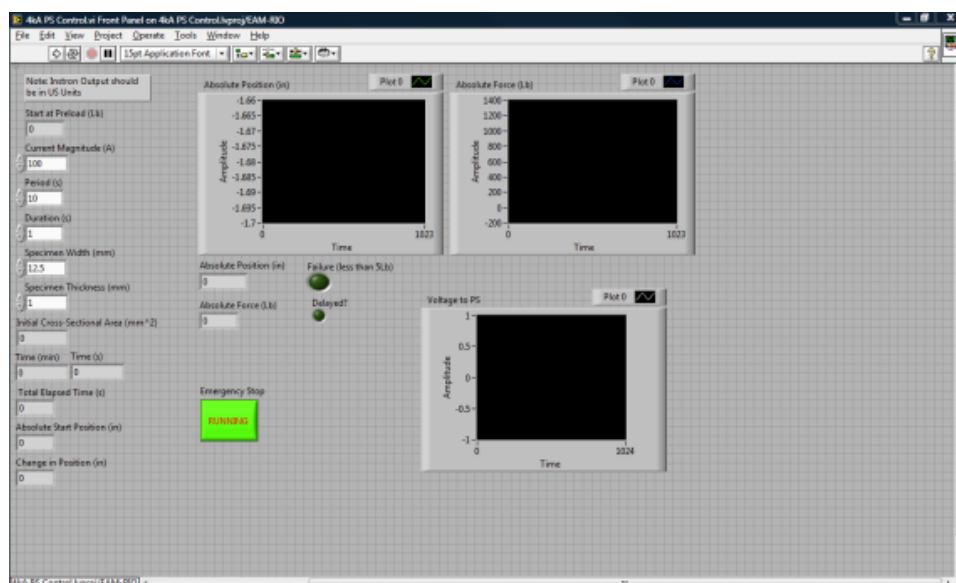 4kA PS Control.vi Front Panel on 4kA PS Control.lvproj/EAM-RIO
File Edit View Project Operate Tools Window Help
15pt Application Font
Note: Instron Output should
be in US Units
Start at Preload (Lb)
0
Current Magnitude (A)
100
Period (s)
10
Duration (s)
1
Specimen Width (mm)
12.5
Specimen Thickness (mm)
1
Initial Cross-Sectional Area (mm^2)
0
Time (min) Time (s)
0 0
Total Elapsed Time (s)
0
Absolute Start Position (in)
0
Change in Position (in)
0
Absolute Position (in) Plot 0
Amplitude
-1.66
-1.665
-1.67
-1.675
-1.68
-1.685
-1.69
-1.695
-1.7
0 1023
Time
Absolute Force (Lb) Plot 0
Amplitude
1400
1200
1000
800
600
400
200
0
-200
0 1023
Time
Absolute Position (in)
0
Failure (less than 5Lb)
Absolute Force (Lb)
0
Delayed?
Emergency Stop
RUNNING
Voltage to PS Plot 0
Amplitude
1
0.5
0
-0.5
-1
0 1024
Time
4kA PS Control.lvproj/EAM-RIO